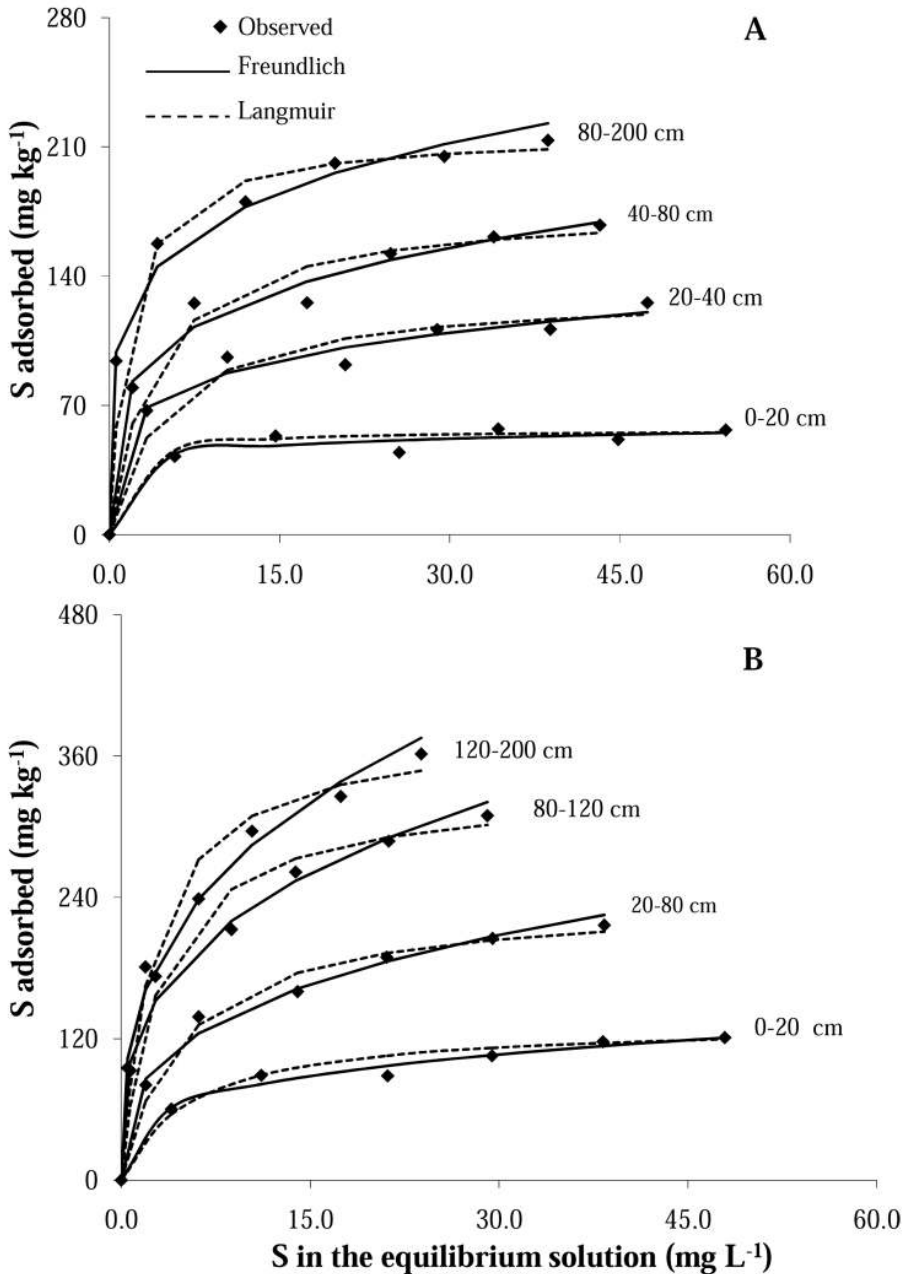 280
A
Observed
Freundlich
Langmuir
80-200 cm
210
40-80 cm
140
20-40 cm
70
0-20 cm
0
0.0 15.0 30.0 45.0 60.0
S adsorbed (mg kg⁻¹)
480
B
360
120-200 cm
80-120 cm
240
20-80 cm
120
0-20 cm
0
0.0 15.0 30.0 45.0 60.0
S adsorbed (mg kg⁻¹)
S in the equilibrium solution (mg L⁻¹)